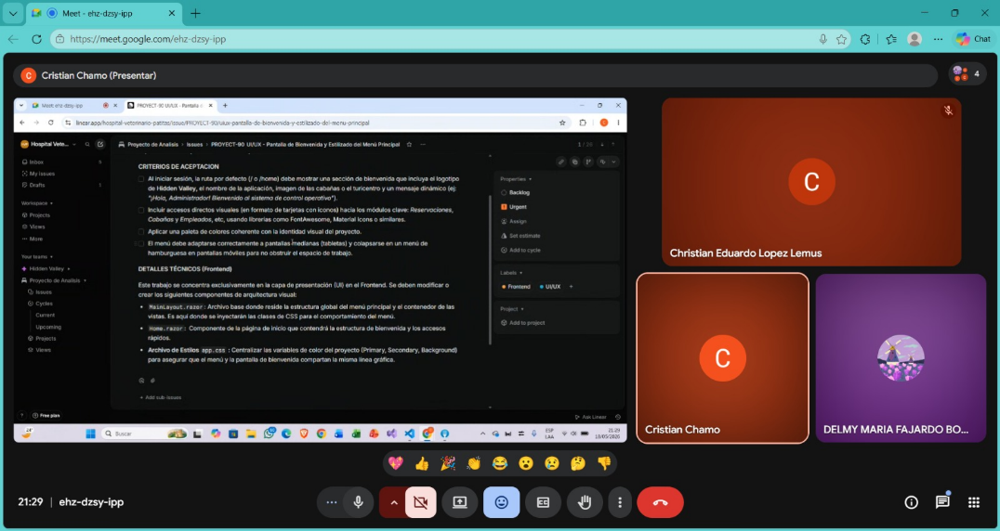 Meet - ehz-dzsy-ipp
https://meet.google.com/ehz-dzsy-ipp
Chat
C
Cristian Chamo (Presentar)
4
Meet: ehz-dzsy-ipp
PROYECT-90 UI/UX - Pantalla d
linear.app/hospital-veterinario-patitas/issue/PROYECT-90/uiux-pantalla-de-bienvenida-y-estilizado-del-menu-principal
Hospital Vete...
Proyecto de Analisis › Issues › PROYECT-90 UI/UX - Pantalla de Bienvenida y Estilizado del Menú Principal
Inbox
My issues
Drafts
1
Workspace
Projects
Views
More
Your teams
Hidden Valley
Proyecto de Analisis
Issues
Cycles
Current
Upcoming
Projects
Views
Free plan
CRITERIOS DE ACEPTACION
Al iniciar sesión, la ruta por defecto (/ o /home) debe mostrar una sección de bienvenida que incluya el logotipo
de Hidden Valley, el nombre de la aplicación, imagen de las cabañas o el turicentro y un mensaje dinámico (ej:
"¡Hola, Administrador! Bienvenido al sistema de control operativo").
Incluir accesos directos visuales (en formato de tarjetas con íconos) hacia los módulos clave: Reservaciones,
Cabañas y Empleados, etc, usando librerías como FontAwesome, Material Icons o similares.
Aplicar una paleta de colores coherente con la identidad visual del proyecto.
El menú debe adaptarse correctamente a pantallas medianas (tabletas) y colapsarse en un menú de
hamburguesa en pantallas móviles para no obstruir el espacio de trabajo.
DETALLES TÉCNICOS (Frontend)
Este trabajo se concentra exclusivamente en la capa de presentación (UI) en el Frontend. Se deben modificar o
crear los siguientes componentes de arquitectura visual:
MainLayout.razor: Archivo base donde reside la estructura global del menú principal y el contenedor de las
vistas. Es aquí donde se inyectarán las clases de CSS para el comportamiento del menú.
Home.razor: Componente de la página de inicio que contendrá la estructura de bienvenida y los accesos
rápidos.
Archivo de Estilos app.css : Centralizar las variables de color del proyecto (Primary, Secondary, Background)
para asegurar que el menú y la pantalla de bienvenida compartan la misma línea gráfica.
+ Add sub-issues
Properties
Backlog
Urgent
Assign
Set estimate
Add to cycle
Labels
Frontend
UI/UX
+
Project
Add to project
Ask Linear
Buscar
ESP
LAA
21:29
19/05/2026
C
Christian Eduardo Lopez Lemus
C
Cristian Chamo
DELMY MARIA FAJARDO BO...
21:29 | ehz-dzsy-ipp